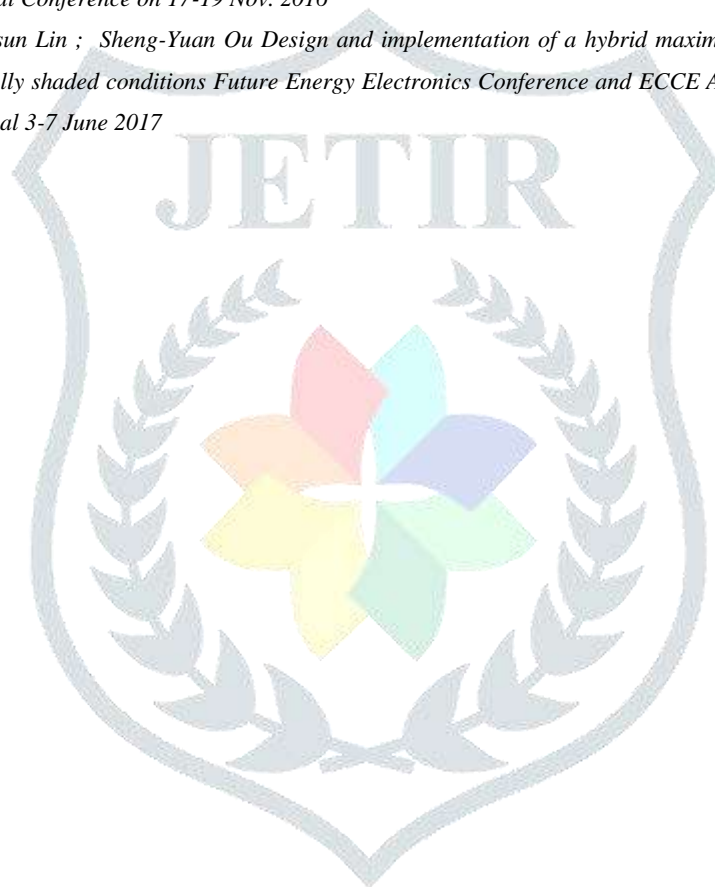 al Conference on 17-19 Nov. 2016
sun Lin ; Sheng-Yuan Ou Design and implementation of a hybrid maxim
lly shaded conditions Future Energy Electronics Conference and ECCE A
al 3-7 June 2017
JETIR